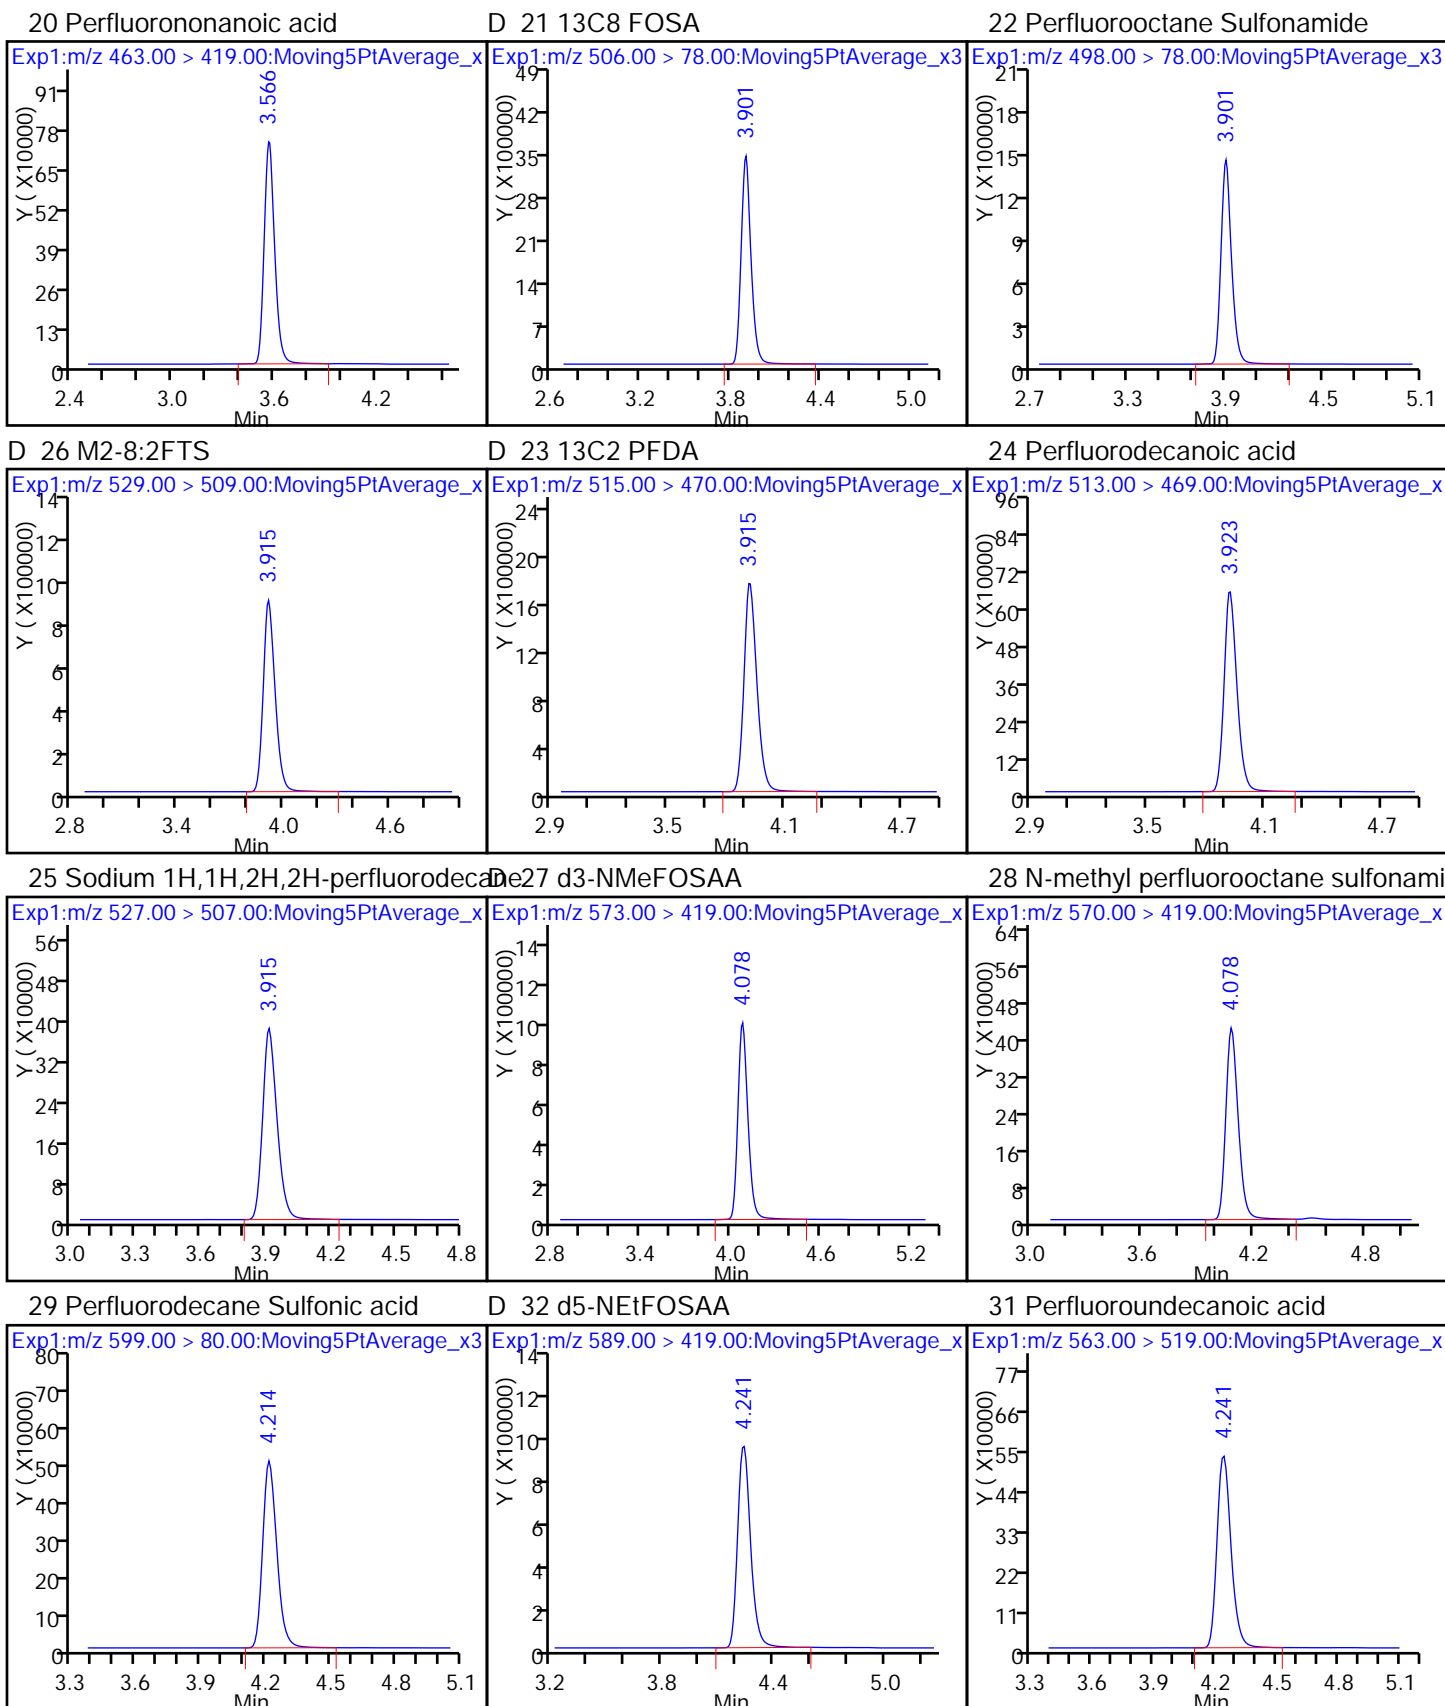 20 Perfluorononanoic acid
Exp1:m/z 463.00 > 419.00:Moving5PtAverage_x
Y ( X100000)
91
78
65
52
39
26
13
0
3.566
2.4 3.0 3.6 4.2
Min
D 21 13C8 FOSA
Exp1:m/z 506.00 > 78.00:Moving5PtAverage_x3
Y ( X100000)
49
42
35
28
21
14
7
0
3.901
2.6 3.2 3.8 4.4 5.0
Min
22 Perfluorooctane Sulfonamide
Exp1:m/z 498.00 > 78.00:Moving5PtAverage_x3
Y ( X100000)
21
18
15
12
9
6
3
0
3.901
2.7 3.3 3.9 4.5 5.1
Min
D 26 M2-8:2FTS
Exp1:m/z 529.00 > 509.00:Moving5PtAverage_x
Y ( X100000)
14
12
10
8
6
4
2
0
3.915
2.8 3.4 4.0 4.6
Min
D 23 13C2 PFDA
Exp1:m/z 515.00 > 470.00:Moving5PtAverage_x
Y ( X100000)
24
20
16
12
8
4
0
3.915
2.9 3.5 4.1 4.7
Min
24 Perfluorodecanoic acid
Exp1:m/z 513.00 > 469.00:Moving5PtAverage_x
Y ( X100000)
96
84
72
60
48
36
24
12
0
3.923
2.9 3.5 4.1 4.7
Min
25 Sodium 1H,1H,2H,2H-perfluorodecane
Exp1:m/z 527.00 > 507.00:Moving5PtAverage_x
Y ( X10000)
56
48
40
32
24
16
8
0
3.915
3.0 3.3 3.6 3.9 4.2 4.5 4.8
Min
D 27 d3-NMeFOSAA
Exp1:m/z 573.00 > 419.00:Moving5PtAverage_x
Y ( X100000)
14
12
10
8
6
4
2
0
4.078
2.8 3.4 4.0 4.6 5.2
Min
28 N-methyl perfluorooctane sulfonami
Exp1:m/z 570.00 > 419.00:Moving5PtAverage_x
Y ( X10000)
64
56
48
40
32
24
16
8
0
4.078
3.0 3.6 4.2 4.8
Min
29 Perfluorodecane Sulfonic acid
Exp1:m/z 599.00 > 80.00:Moving5PtAverage_x3
Y ( X10000)
80
70
60
50
40
30
20
10
0
4.214
3.3 3.6 3.9 4.2 4.5 4.8 5.1
Min
D 32 d5-NEtFOSAA
Exp1:m/z 589.00 > 419.00:Moving5PtAverage_x
Y ( X100000)
14
12
10
8
6
4
2
0
4.241
3.2 3.8 4.4 5.0
Min
31 Perfluoroundecanoic acid
Exp1:m/z 563.00 > 519.00:Moving5PtAverage_x
Y ( X100000)
77
66
55
44
33
22
11
0
4.241
3.3 3.6 3.9 4.2 4.5 4.8 5.1
Min